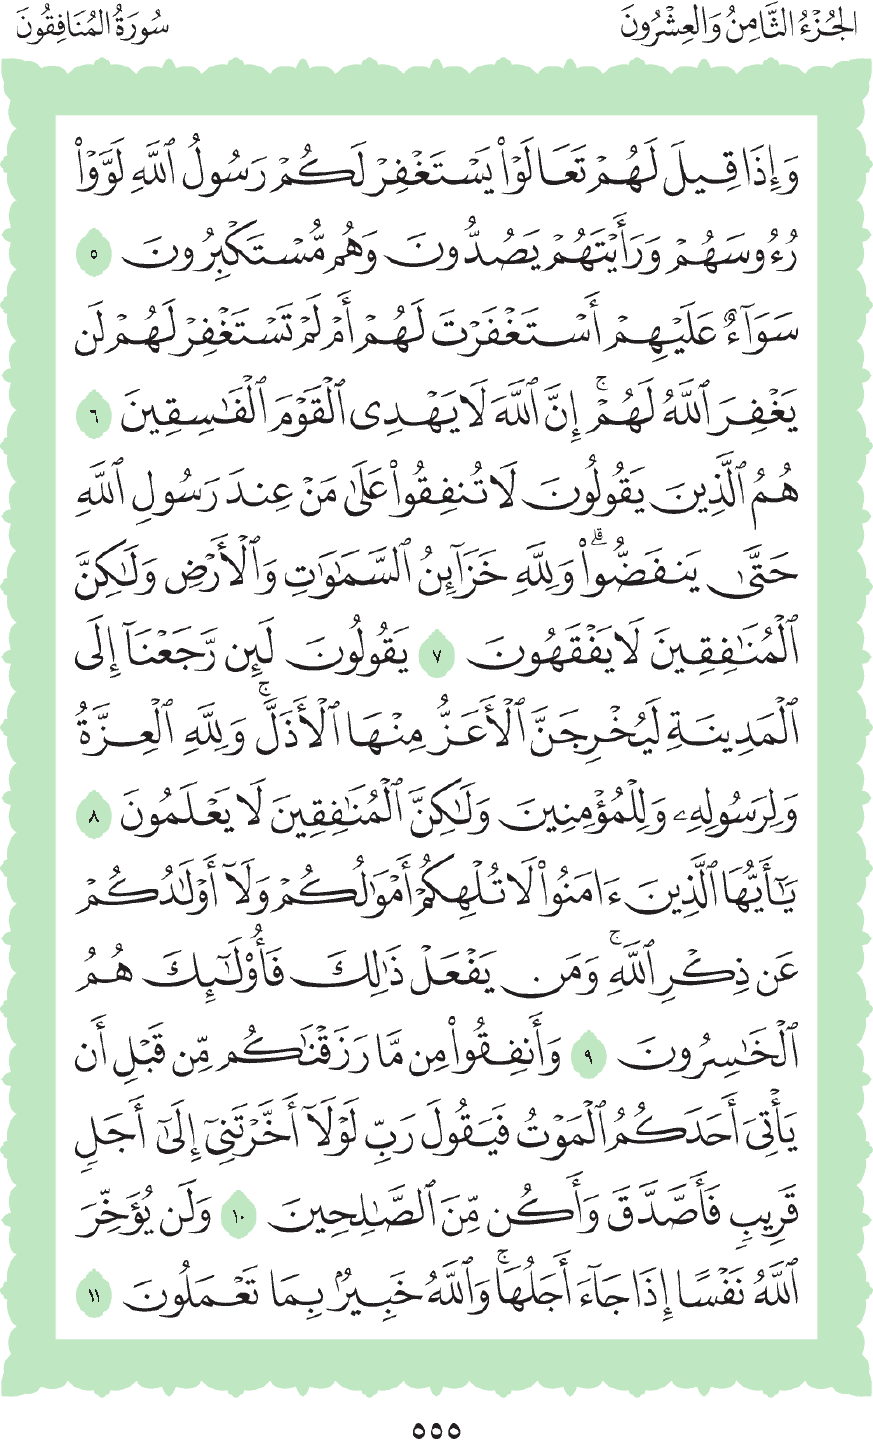 الجُزْءُ الثَّامِنُ وَالعِشْرُونَ
سُورَةُ المُنَافِقُونَ
وَإِذَا قِيلَ لَهُمۡ تَعَالَوۡاْ يَسۡتَغۡفِرۡ لَكُمۡ رَسُولُ ٱللَّهِ لَوَّوۡاْ
رُءُوسَهُمۡ وَرَأَيۡتَهُمۡ يَصُدُّونَ وَهُم مُّسۡتَكۡبِرُونَ ٥
سَوَآءٌ عَلَيۡهِمۡ أَسۡتَغۡفَرۡتَ لَهُمۡ أَمۡ لَمۡ تَسۡتَغۡفِرۡ لَهُمۡ لَن
يَغۡفِرَ ٱللَّهُ لَهُمۡۚ إِنَّ ٱللَّهَ لَا يَهۡدِي ٱلۡقَوۡمَ ٱلۡفَٰسِقِينَ ٦
هُمُ ٱلَّذِينَ يَقُولُونَ لَا تُنفِقُواْ عَلَىٰ مَنۡ عِندَ رَسُولِ ٱللَّهِ
حَتَّىٰ يَنفَضُّواْۗ وَلِلَّهِ خَزَآئِنُ ٱلسَّمَٰوَٰتِ وَٱلۡأَرۡضِ وَلَٰكِنَّ
ٱلۡمُنَٰفِقِينَ لَا يَفۡقَهُونَ ٧ يَقُولُونَ لَئِن رَّجَعۡنَآ إِلَى
ٱلۡمَدِينَةِ لَيُخۡرِجَنَّ ٱلۡأَعَزُّ مِنۡهَا ٱلۡأَذَلَّۚ وَلِلَّهِ ٱلۡعِزَّةُ
وَلِرَسُولِهِۦ وَلِلۡمُؤۡمِنِينَ وَلَٰكِنَّ ٱلۡمُنَٰفِقِينَ لَا يَعۡلَمُونَ ٨
يَٰٓأَيُّهَا ٱلَّذِينَ ءَامَنُواْ لَا تُلۡهِكُمۡ أَمۡوَٰلُكُمۡ وَلَآ أَوۡلَٰدُكُمۡ
عَن ذِكۡرِ ٱللَّهِۚ وَمَن يَفۡعَلۡ ذَٰلِكَ فَأُوْلَٰٓئِكَ هُمُ
ٱلۡخَٰسِرُونَ ٩ وَأَنفِقُواْ مِن مَّا رَزَقۡنَٰكُم مِّن قَبۡلِ أَن
يَأۡتِيَ أَحَدَكُمُ ٱلۡمَوۡتُ فَيَقُولَ رَبِّ لَوۡلَآ أَخَّرۡتَنِيٓ إِلَىٰٓ أَجَلٖ
قَرِيبٖ فَأَصَّدَّقَ وَأَكُن مِّنَ ٱلصَّٰلِحِينَ ١٠ وَلَن يُؤَخِّرَ
ٱللَّهُ نَفۡسًا إِذَا جَآءَ أَجَلُهَاۚ وَٱللَّهُ خَبِيرُۢ بِمَا تَعۡمَلُونَ ١١
٥٥٥